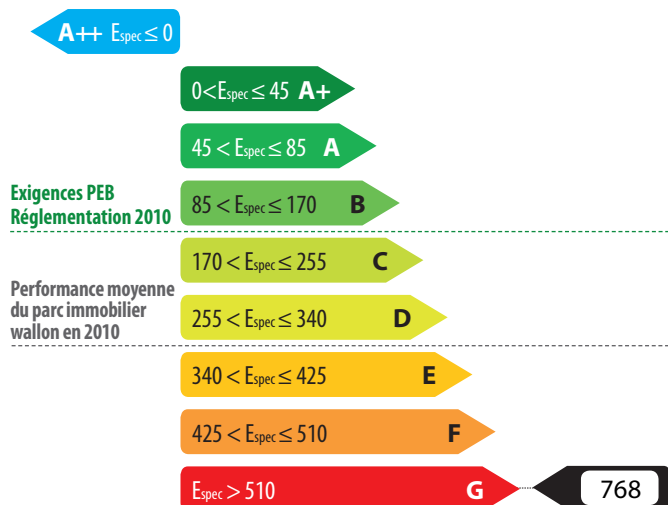 A++ Espec ≤ 0
0<Espec ≤ 45 A+
45 < Espec ≤ 85 A
Exigences PEB
Réglementation 2010
85 < Espec ≤ 170 B
170 < Espec ≤ 255 C
Performance moyenne
du parc immobilier
wallon en 2010
255 < Espec ≤ 340 D
340 < Espec ≤ 425 E
425 < Espec ≤ 510 F
Espec > 510 G 768